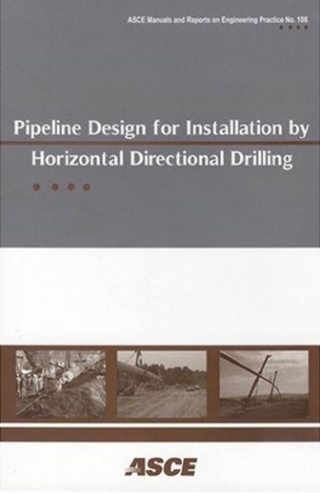 ASCE Manuals and Reports on Engineering Practice No. 108
Pipeline Design for Installation by
Horizontal Directional Drilling
ASCE